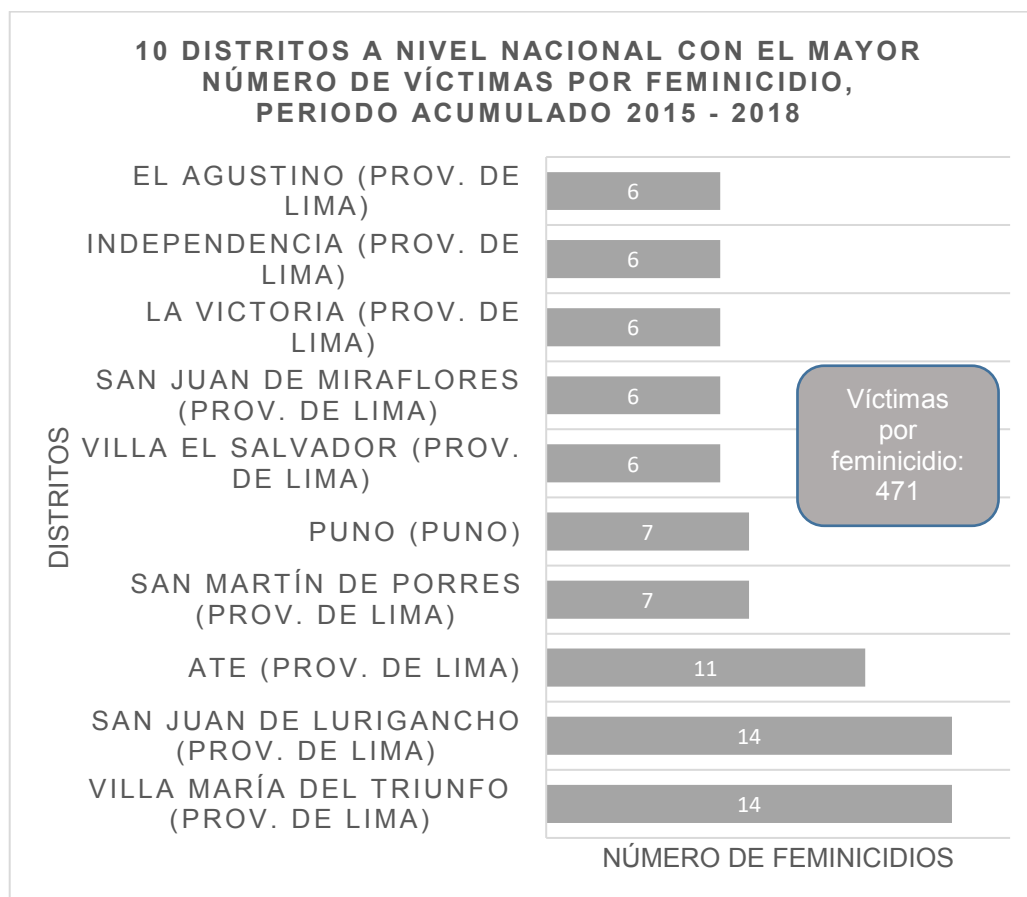 10 DISTRITOS A NIVEL NACIONAL CON EL MAYOR
NÚMERO DE VÍCTIMAS POR FEMINICIDIO,
PERIODO ACUMULADO 2015 - 2018
DISTRITOS
EL AGUSTINO (PROV. DE
LIMA)
6
INDEPENDENCIA (PROV. DE
LIMA)
6
LA VICTORIA (PROV. DE
LIMA)
6
SAN JUAN DE MIRAFLORES
(PROV. DE LIMA)
6
VILLA EL SALVADOR (PROV.
DE LIMA)
6
PUNO (PUNO)
7
SAN MARTÍN DE PORRES
(PROV. DE LIMA)
7
ATE (PROV. DE LIMA)
11
SAN JUAN DE LURIGANCHO
(PROV. DE LIMA)
14
VILLA MARÍA DEL TRIUNFO
(PROV. DE LIMA)
14
Víctimas
por
feminicidio:
471
NÚMERO DE FEMINICIDIOS